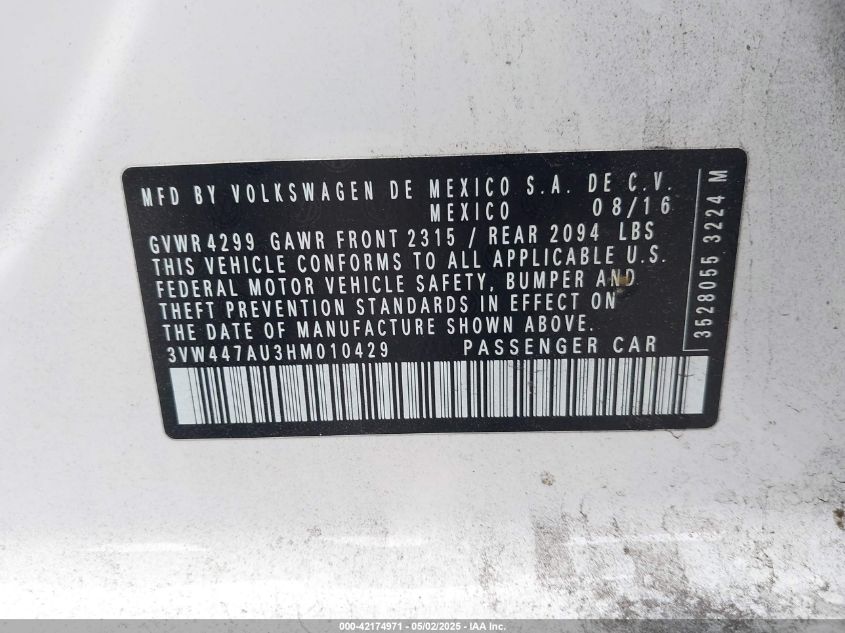 MFD BY VOLKSWAGEN DE MEXICO S.A. DE C.V.
MEXICO 08/16
GVWR 4299 GAWR FRONT 2315 / REAR 2094 LBS
THIS VEHICLE CONFORMS TO ALL APPLICABLE U.S.
FEDERAL MOTOR VEHICLE SAFETY, BUMPER AND
THEFT PREVENTION STANDARDS IN EFFECT ON
THE DATE OF MANUFACTURE SHOWN ABOVE.
3VW447AU3HM010429 PASSENGER CAR
3528055 3224 M
000-42174971 - 05/02/2025 - IAA Inc.